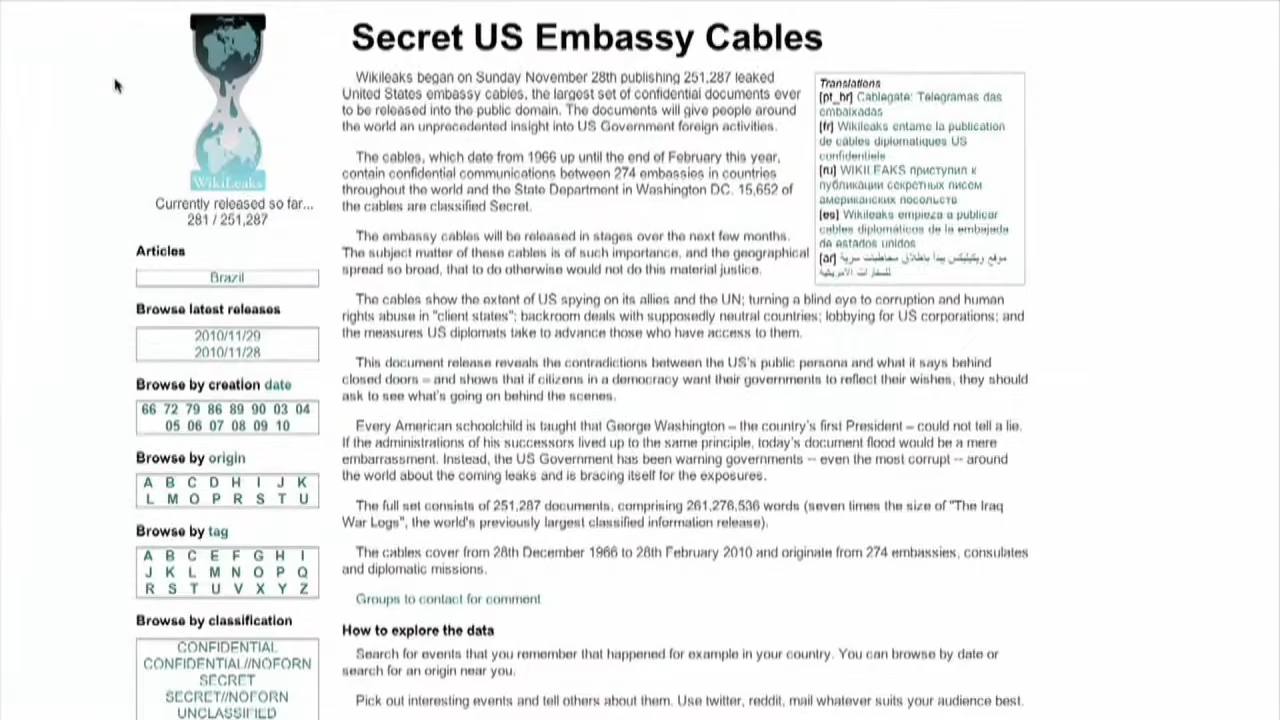 Secret US Embassy Cables
WikiLeaks
Currently released so far...
281 / 251,287
Articles
Brazil
Browse latest releases
2010/11/29
2010/11/28
Browse by creation date
66 72 79 86 89 90 03 04
05 06 07 08 09 10
Browse by origin
A B C D H I J K
L M O P R S T U
Browse by tag
A B C E F G H I
J K L M N O P Q
R S T U V X Y Z
Browse by classification
CONFIDENTIAL
CONFIDENTIAL//NOFORN
SECRET
SECRET//NOFORN
UNCLASSIFIED
Wikileaks began on Sunday November 28th publishing 251,287 leaked
United States embassy cables, the largest set of confidential documents ever
to be released into the public domain. The documents will give people around
the world an unprecedented insight into US Government foreign activities.
The cables, which date from 1966 up until the end of February this year,
contain confidential communications between 274 embassies in countries
throughout the world and the State Department in Washington DC. 15,652 of
the cables are classified Secret.
The embassy cables will be released in stages over the next few months.
The subject matter of these cables is of such importance, and the geographical
spread so broad, that to do otherwise would not do this material justice.
Translations
[pt_br] Cablegate: Telegramas das
embaixadas
[fr] Wikileaks entame la publication
de cables diplomatiques US
confidentiels
[ru] WIKILEAKS приступил к
публикации секретных писем
американских посольств
[es] Wikileaks empieza a publicar
cables diplomáticos de la embajada
de estados unidos
[ar] موقع ويكيليكس يبدأ باطلاق مخاطبات سرية
للسفارات الأمريكية
The cables show the extent of US spying on its allies and the UN; turning a blind eye to corruption and human
rights abuse in "client states"; backroom deals with supposedly neutral countries; lobbying for US corporations; and
the measures US diplomats take to advance those who have access to them.
This document release reveals the contradictions between the US's public persona and what it says behind
closed doors – and shows that if citizens in a democracy want their governments to reflect their wishes, they should
ask to see what's going on behind the scenes.
Every American schoolchild is taught that George Washington – the country's first President – could not tell a lie.
If the administrations of his successors lived up to the same principle, today's document flood would be a mere
embarrassment. Instead, the US Government has been warning governments -- even the most corrupt -- around
the world about the coming leaks and is bracing itself for the exposures.
The full set consists of 251,287 documents, comprising 261,276,536 words (seven times the size of "The Iraq
War Logs", the world's previously largest classified information release).
The cables cover from 28th December 1966 to 28th February 2010 and originate from 274 embassies, consulates
and diplomatic missions.
Groups to contact for comment
How to explore the data
Search for events that you remember that happened for example in your country. You can browse by date or
search for an origin near you.
Pick out interesting events and tell others about them. Use twitter, reddit, mail whatever suits your audience best.